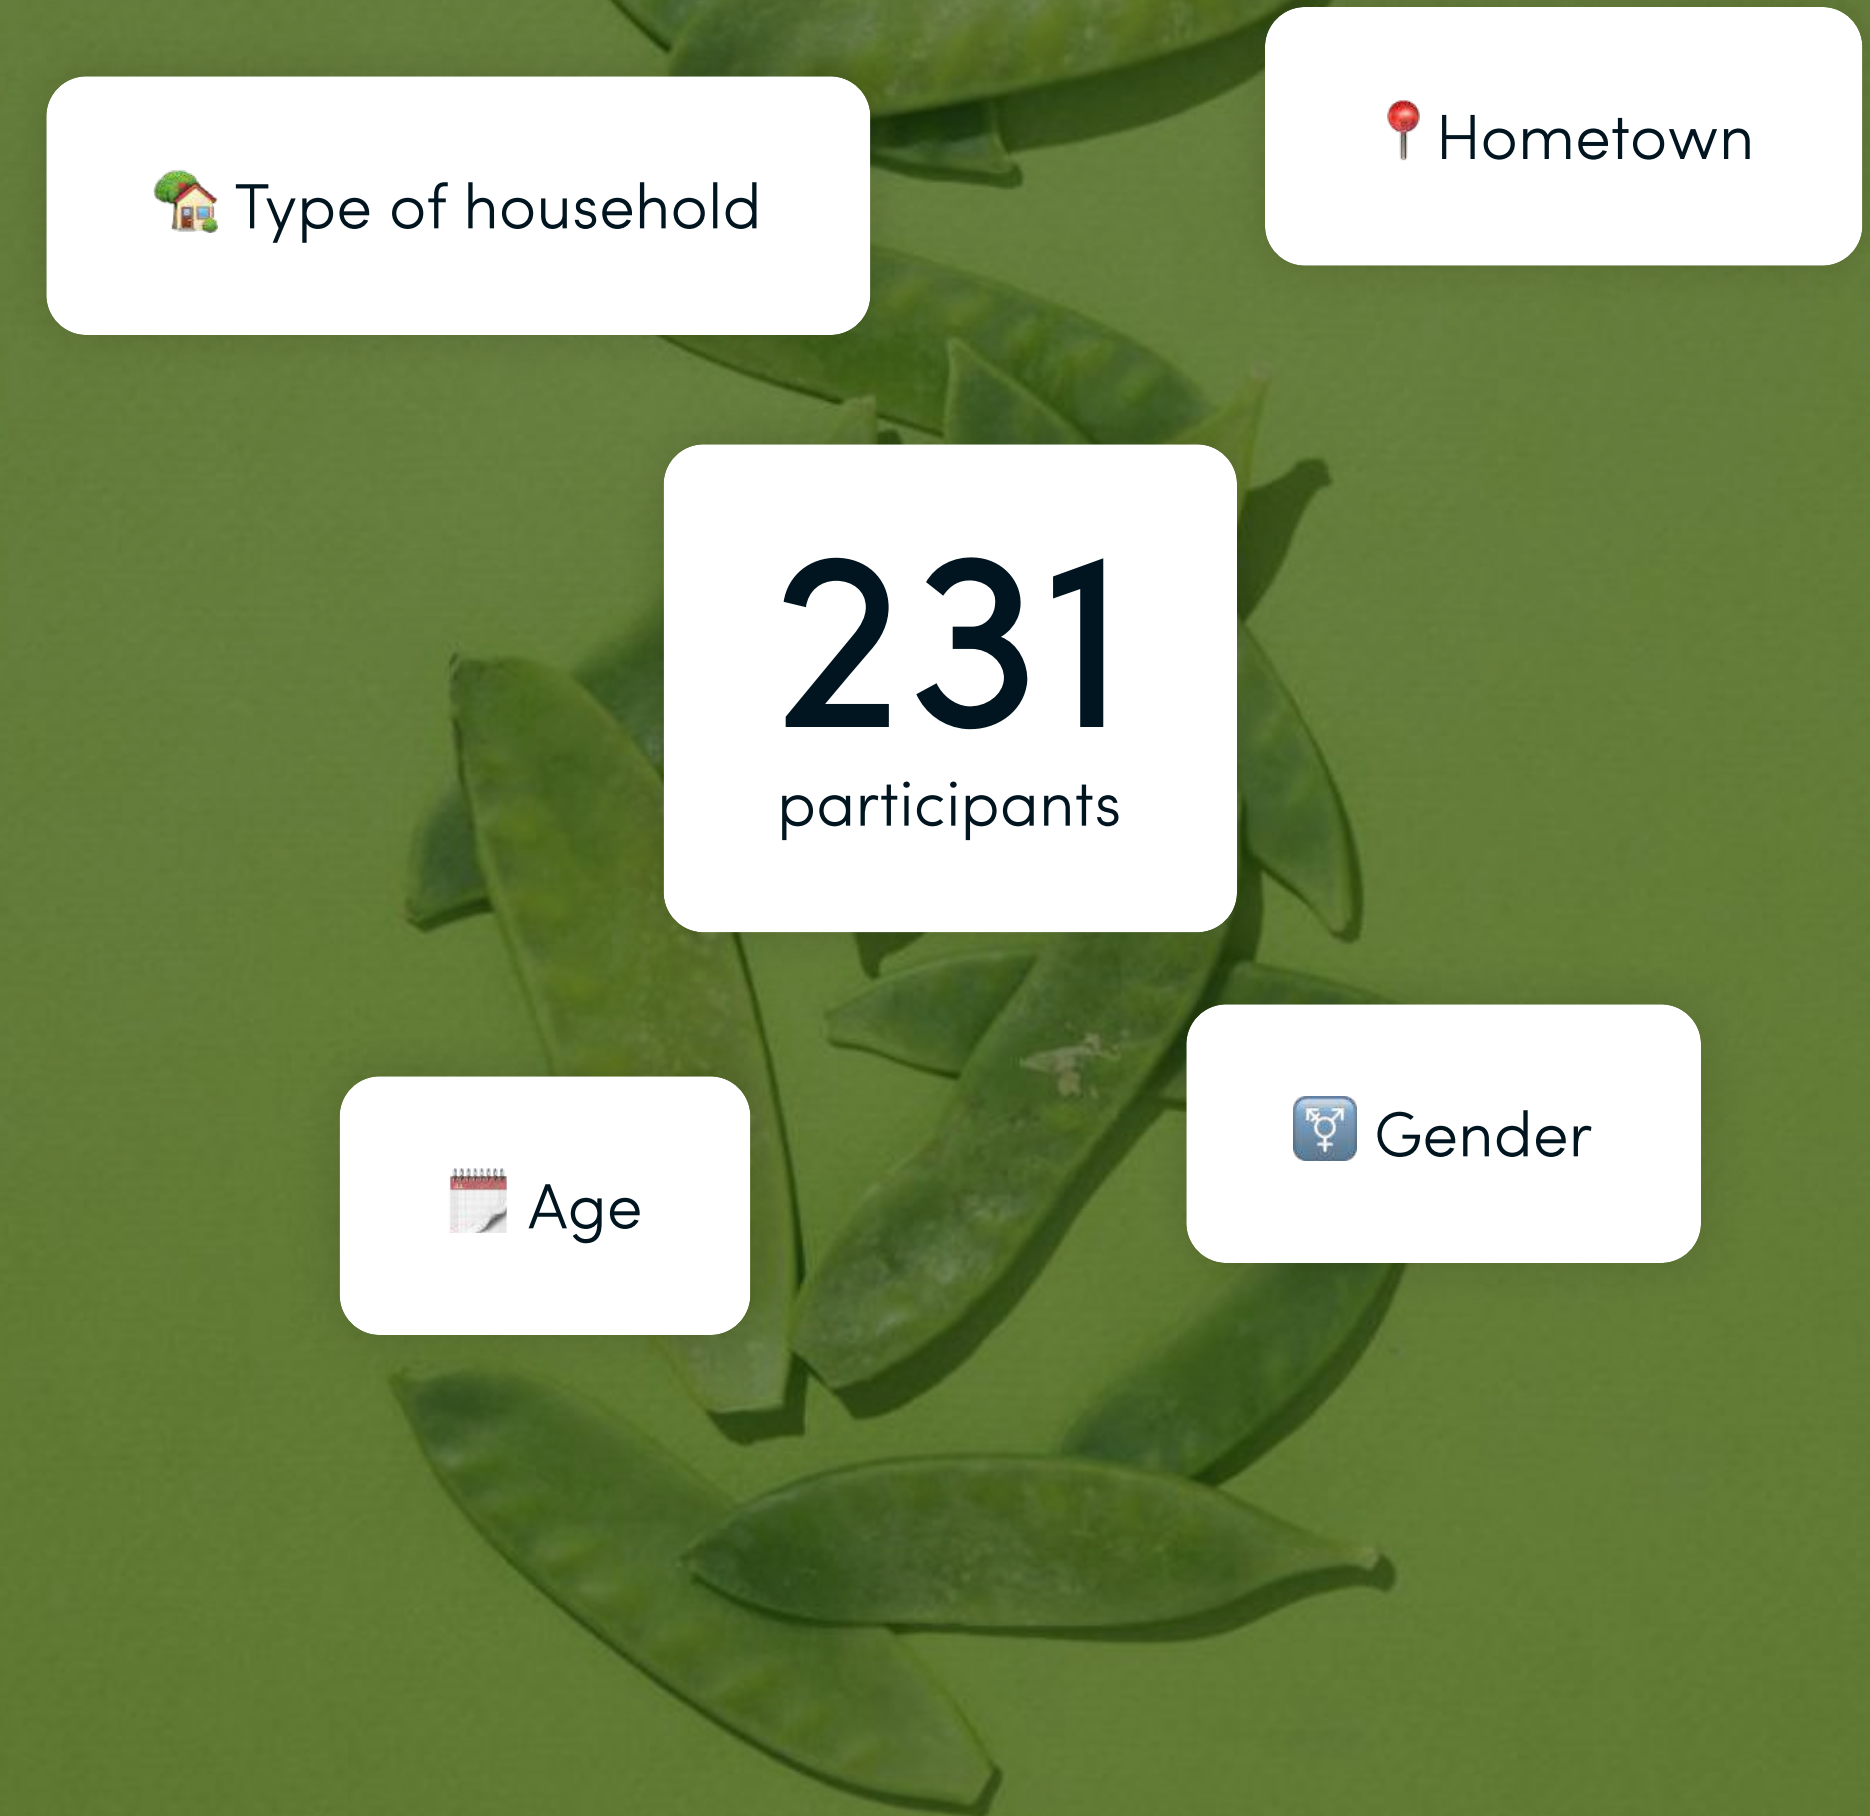 Hometown
Type of household
231
participants
Gender
Age